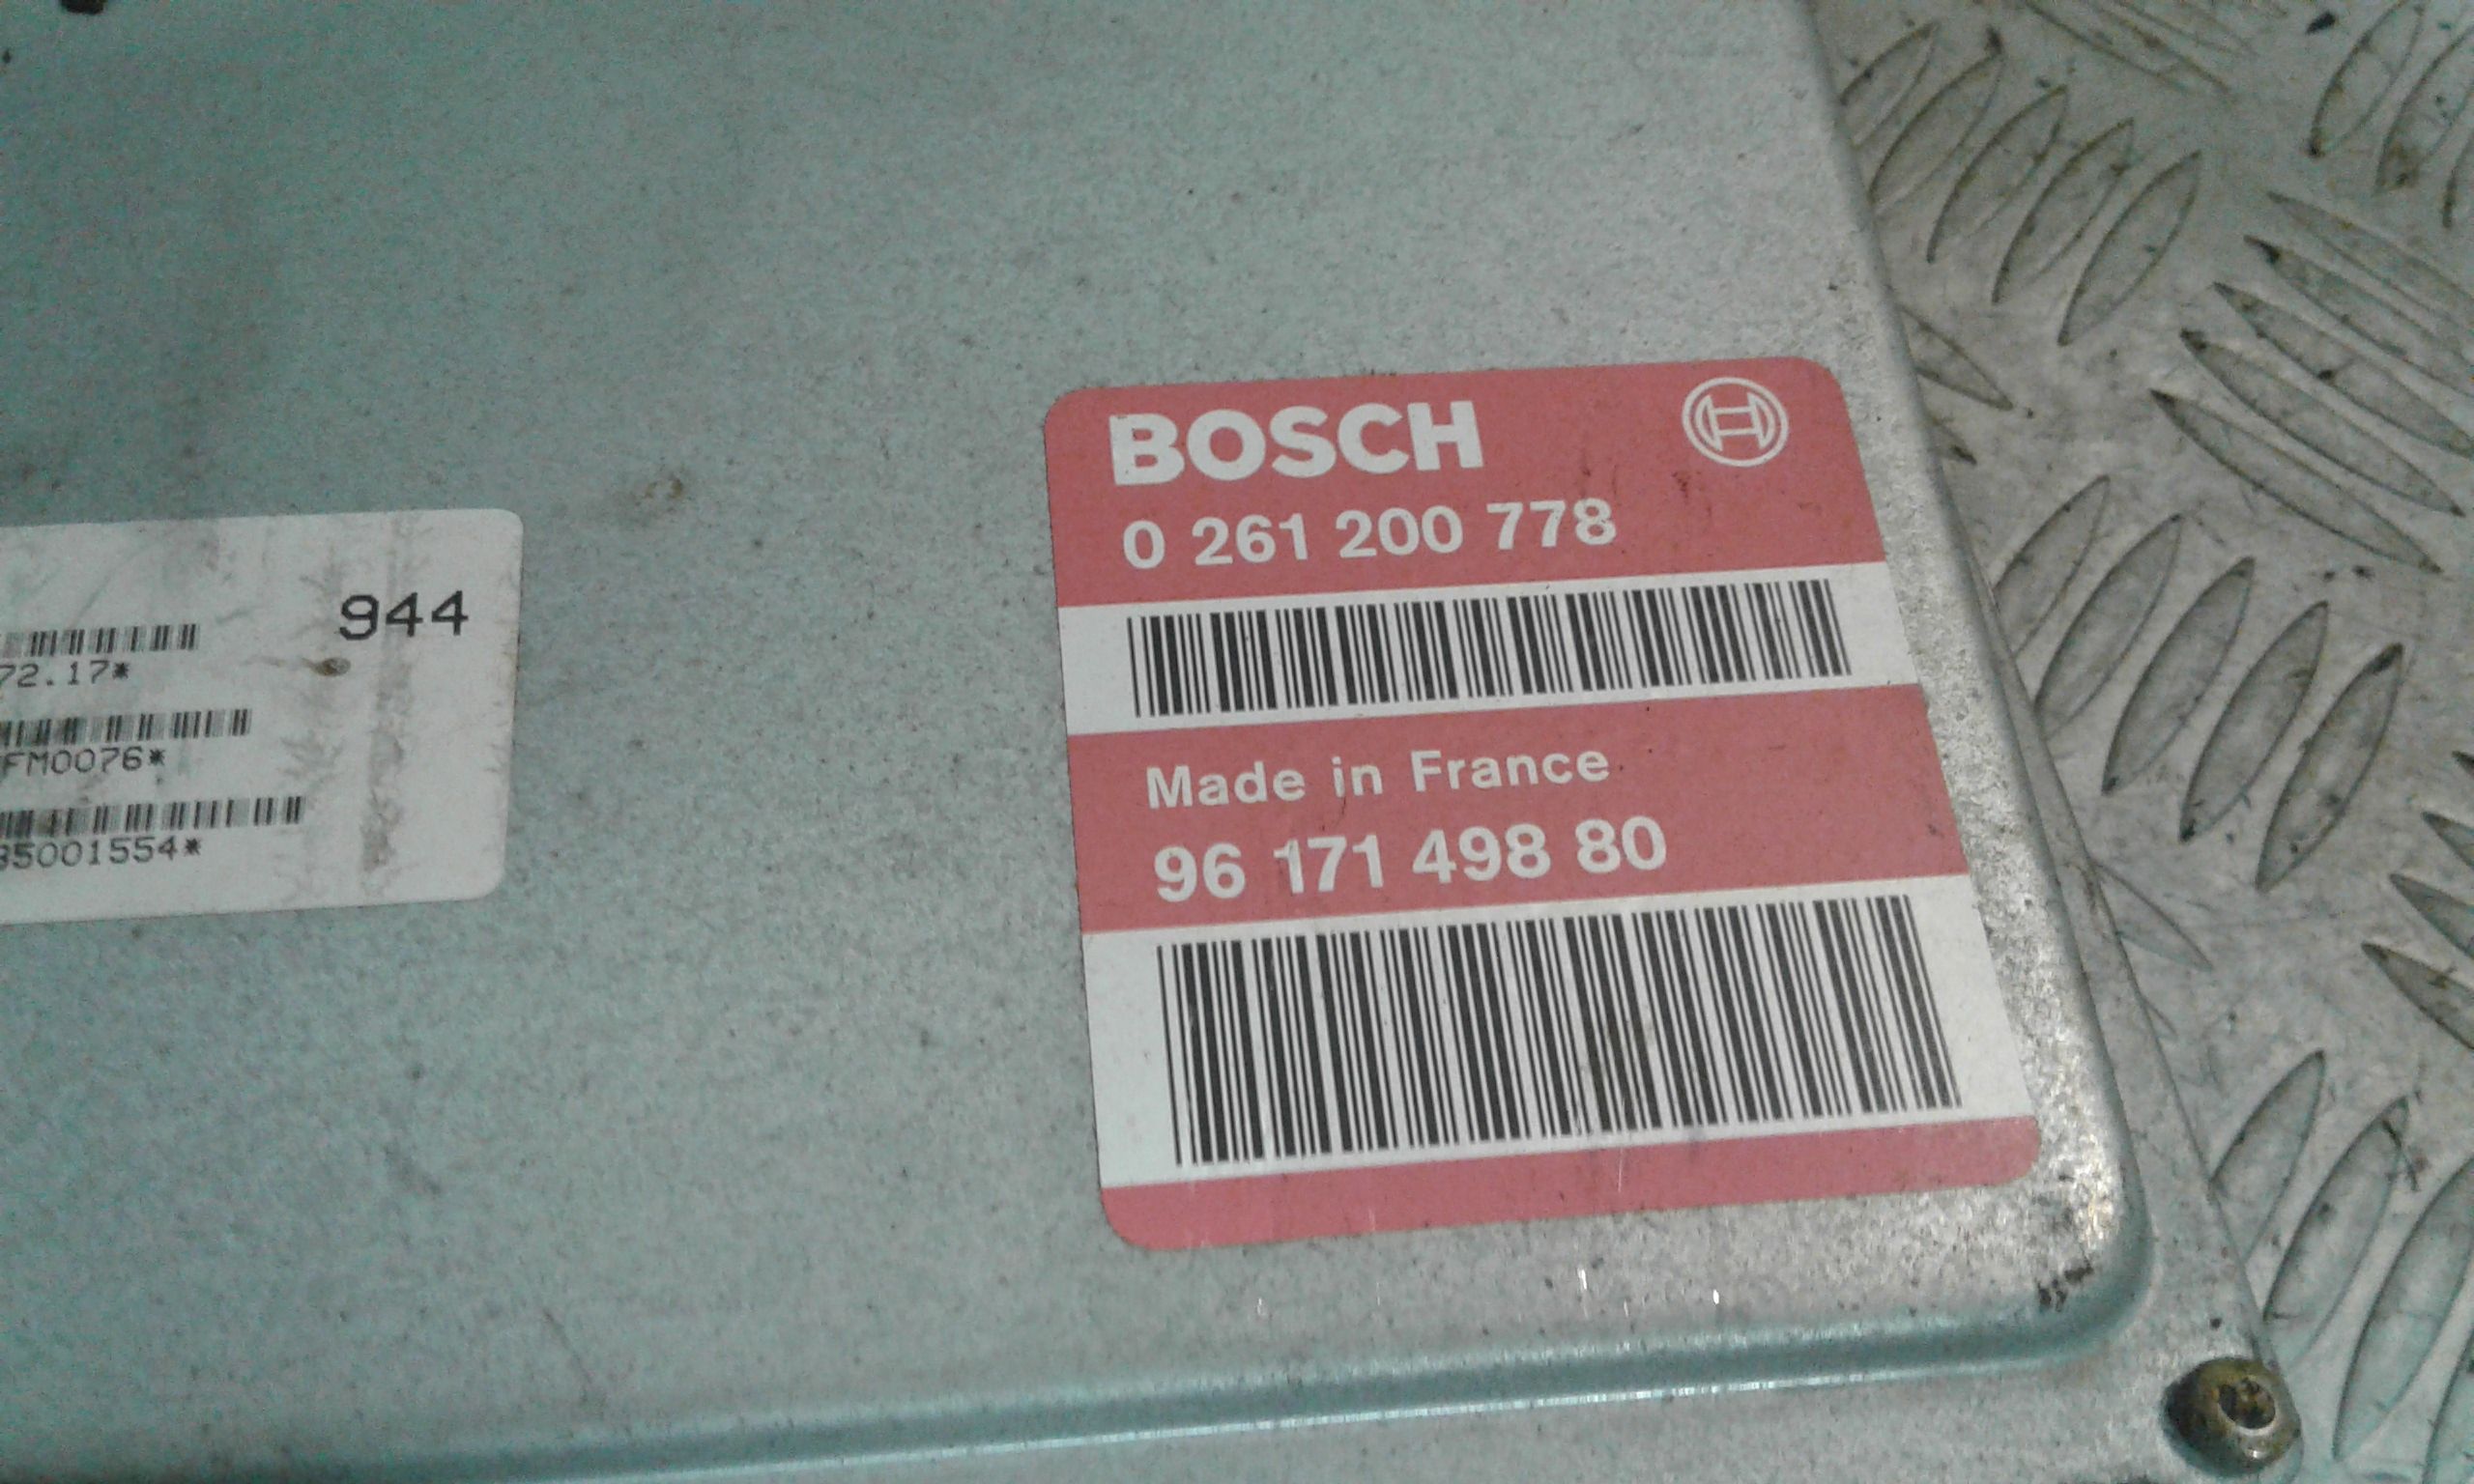 944
72.17*
FM0076*
35001554*
BOSCH
0 261 200 778
Made in France
96 171 498 80